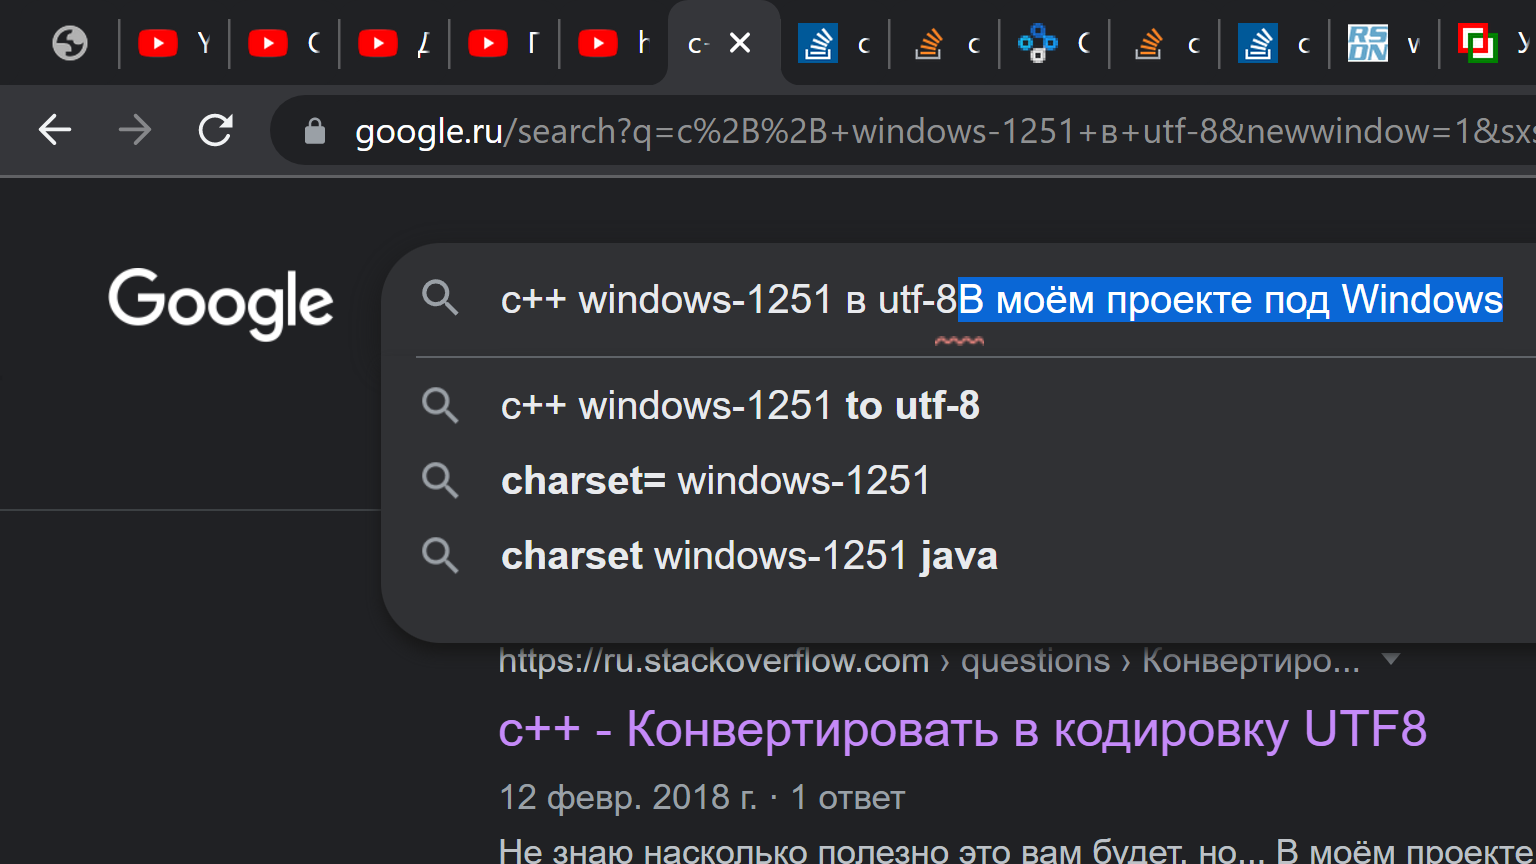 Y С Д П h c- c c C c c w У
google.ru/search?q=c%2B%2B+windows-1251+в+utf-8&newwindow=1&sxs
Google
c++ windows-1251 в utf-8В моём проекте под Windows
c++ windows-1251 to utf-8
charset= windows-1251
charset windows-1251 java
https://ru.stackoverflow.com › questions › Конвертиро...
c++ - Конвертировать в кодировку UTF8
12 февр. 2018 г. · 1 ответ
Не знаю насколько полезно это вам будет, но... В моём проекте